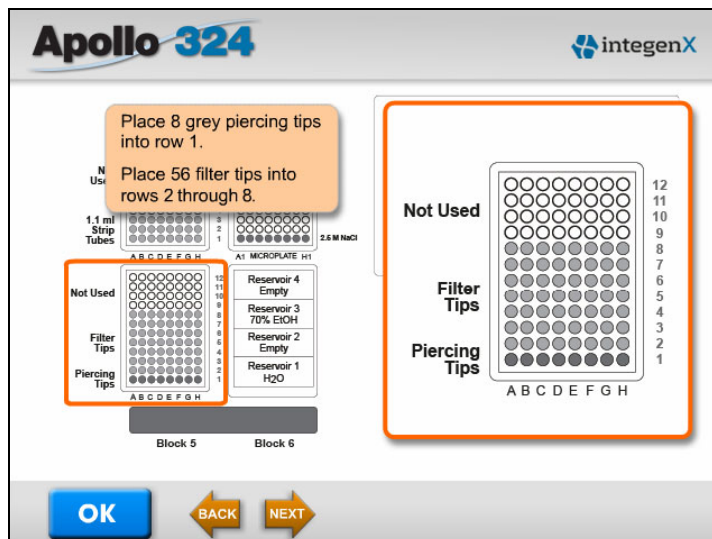 Apollo 324
integenX
Place 8 grey piercing tips
into row 1.
Place 56 filter tips into
rows 2 through 8.
1.1 ml
Strip
Tubes
3
2
1
2.5 M NaCl
A B C D E F G H
A1 MICROPLATE H1
Not Used
Filter
Tips
Piercing
Tips
12
11
10
9
8
7
6
5
4
3
2
1
A B C D E F G H
Reservoir 4
Empty
Reservoir 3
70% EtOH
Reservoir 2
Empty
Reservoir 1
H2O
Block 5
Block 6
Not Used
Filter
Tips
Piercing
Tips
12
11
10
9
8
7
6
5
4
3
2
1
A B C D E F G H
OK
BACK
NEXT